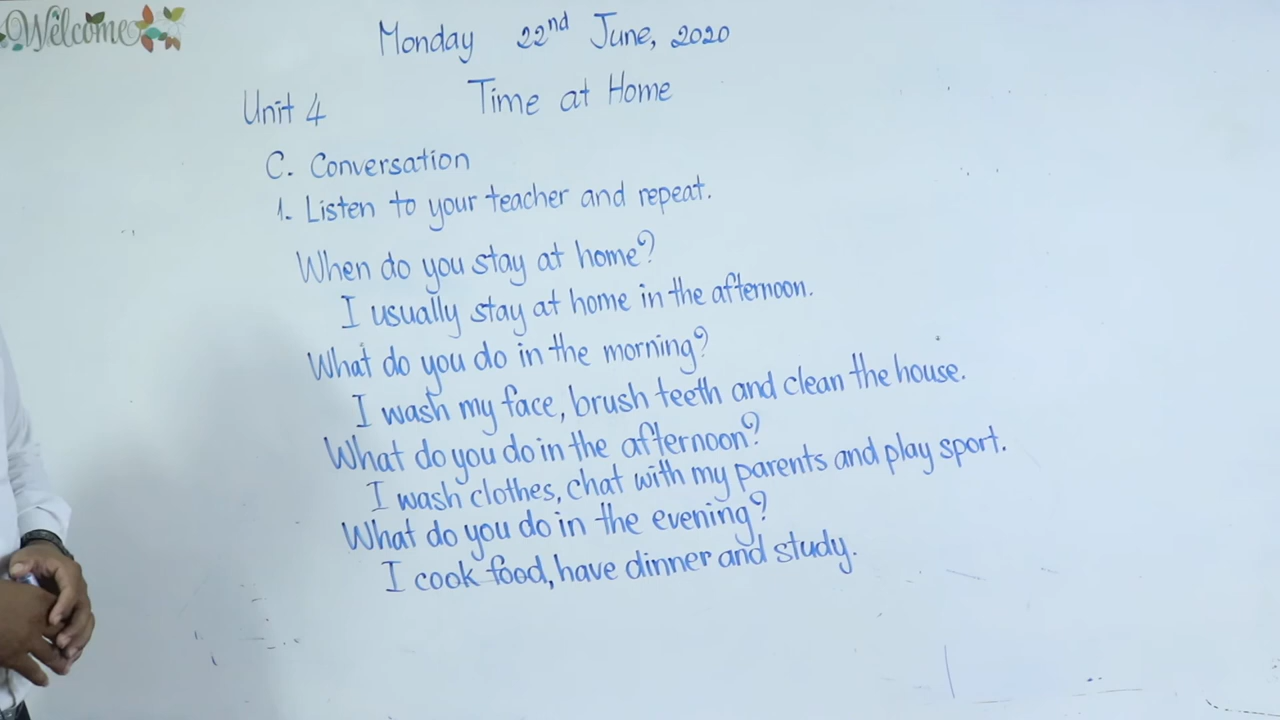 Welcome
Monday 22nd June, 2020
Unit 4 Time at Home
C. Conversation
1. Listen to your teacher and repeat.
When do you stay at home?
I usually stay at home in the afternoon.
What do you do in the morning?
I wash my face, brush teeth and clean the house.
What do you do in the afternoon?
I wash clothes, chat with my parents and play sport.
What do you do in the evening?
I cook food, have dinner and study.